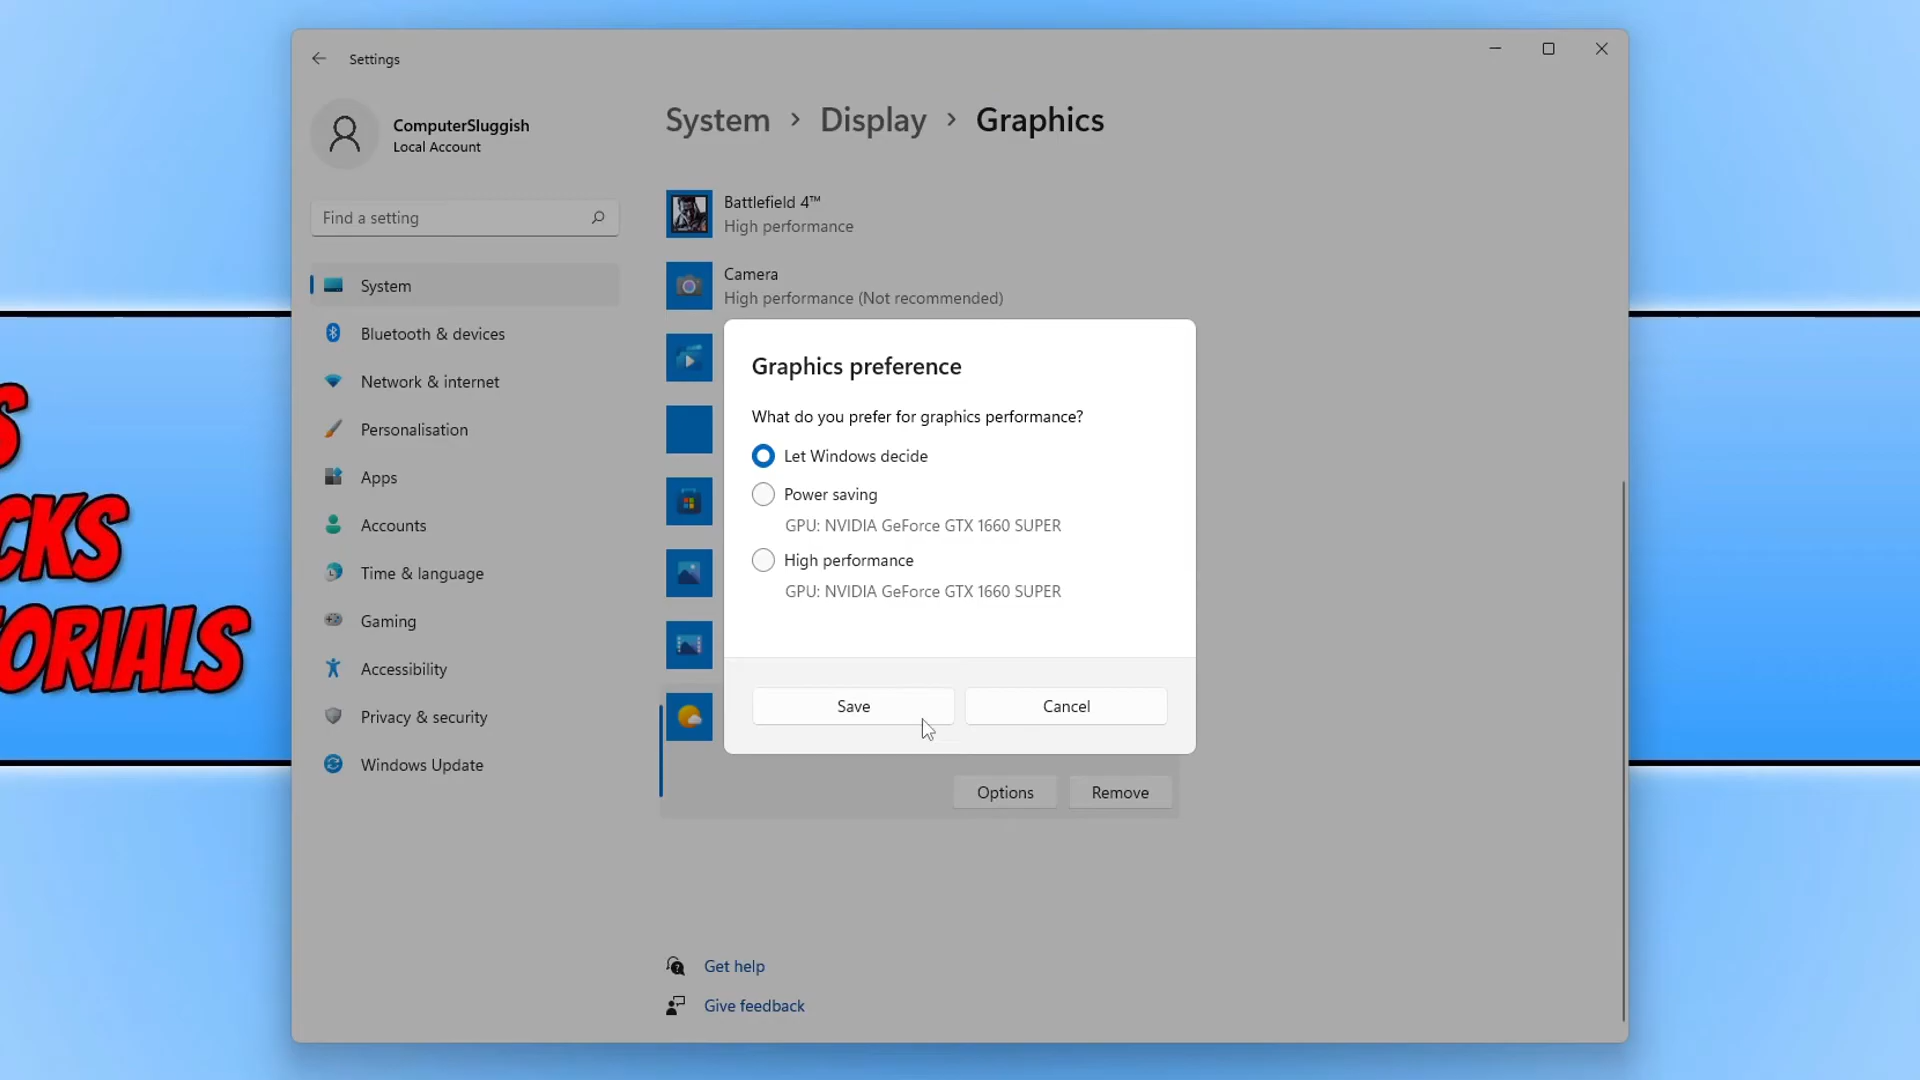 Settings
ComputerSluggish
Local Account
Find a setting
System
Bluetooth & devices
Network & internet
Personalisation
Apps
Accounts
Time & language
Gaming
Accessibility
Privacy & security
Windows Update
System > Display > Graphics
Battlefield 4™
High performance
Camera
High performance (Not recommended)
Graphics preference
What do you prefer for graphics performance?
Let Windows decide
Power saving
GPU: NVIDIA GeForce GTX 1660 SUPER
High performance
GPU: NVIDIA GeForce GTX 1660 SUPER
Save
Cancel
Options
Remove
Get help
Give feedback
S
CKS
ORIALS